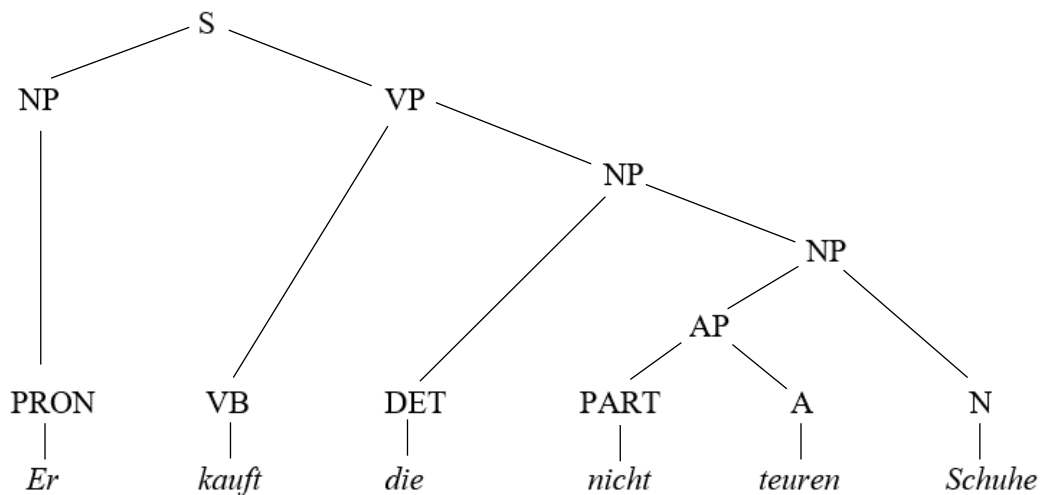 S
NP VP
NP
NP
AP
PRON VB DET PART A N
Er kauft die nicht teuren Schuhe